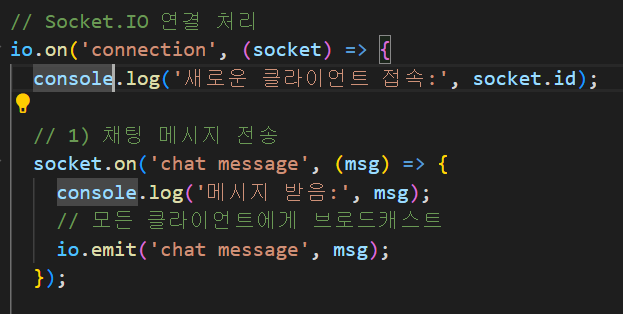 // Socket.IO 연결 처리
io.on('connection', (socket) => {
console.log('새로운 클라이언트 접속:', socket.id);
// 1) 채팅 메시지 전송
socket.on('chat message', (msg) => {
console.log('메시지 받음:', msg);
// 모든 클라이언트에게 브로드캐스트
io.emit('chat message', msg);
});